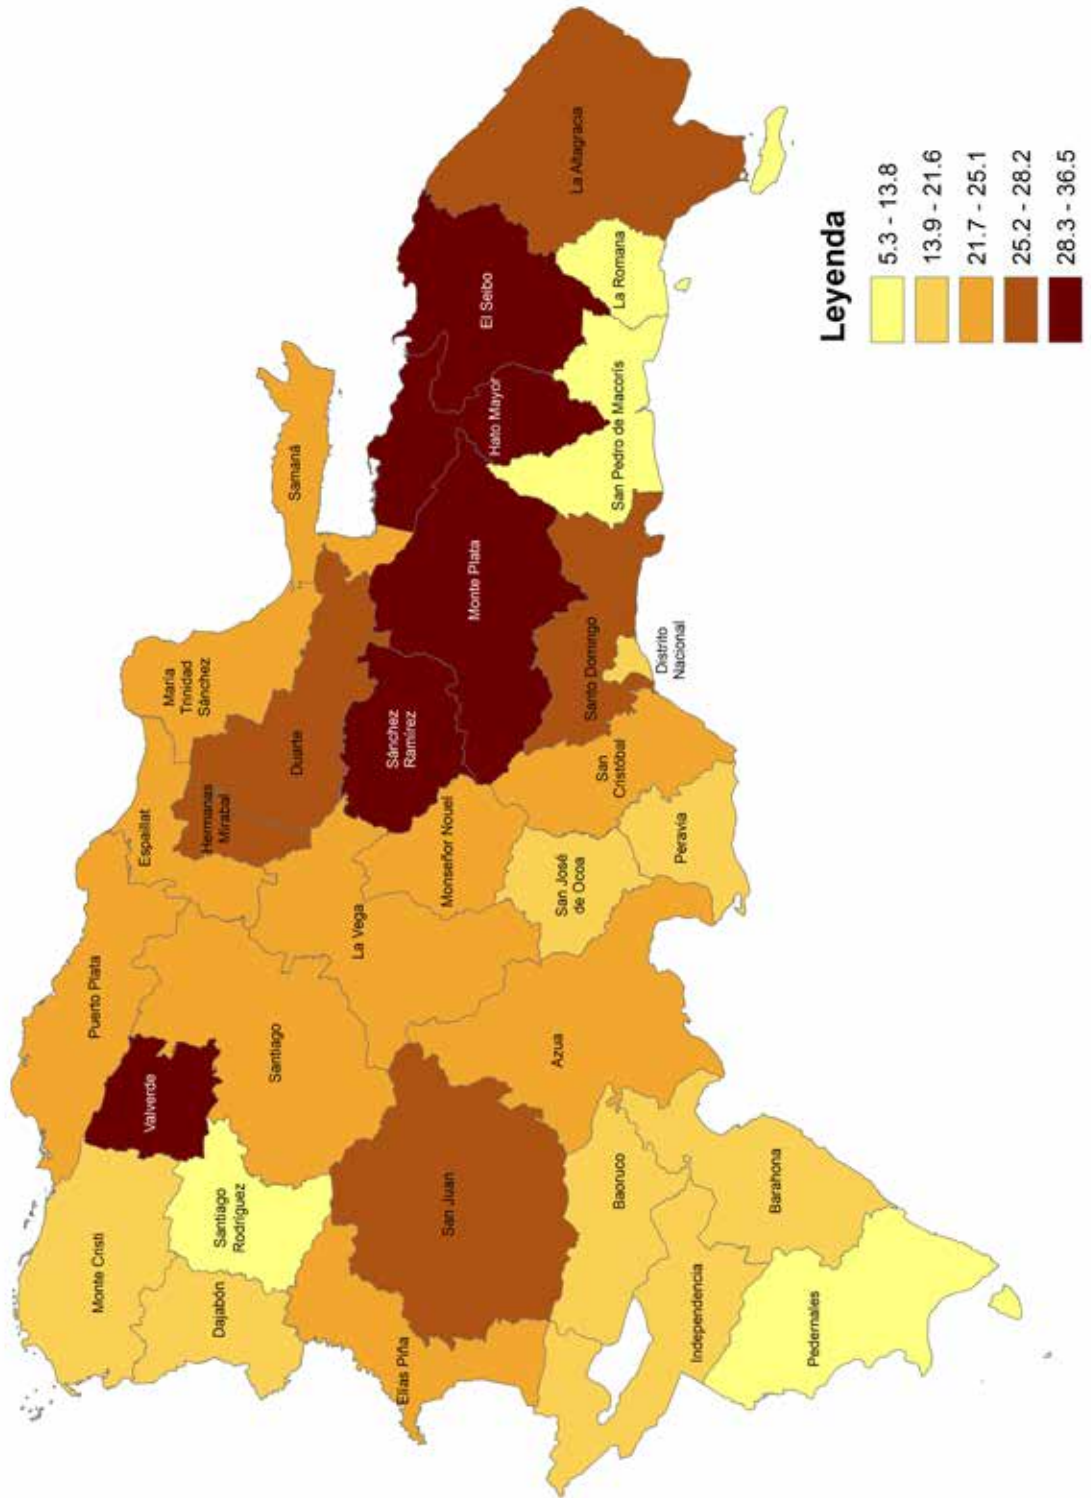 Puerto Plata
Espaillat
María
Trinidad
Sánchez
Monte Cristi
Valverde
Hermanas
Mirabal
Samaná
Dajabón
Santiago
Rodríguez
Santiago
Duarte
La Vega
Sánchez
Ramírez
Elías Piña
San Juan
Monseñor Nouel
Monte Plata
Hato Mayor
El Seibo
La Altagracia
Azua
San José
de Ocoa
San
Cristóbal
Santo Domingo
San Pedro de Macorís
La Romana
Baoruco
Peravia
Distrito
Nacional
Independencia
Barahona
Pedernales
Leyenda
5.3 - 13.8
13.9 - 21.6
21.7 - 25.1
25.2 - 28.2
28.3 - 36.5